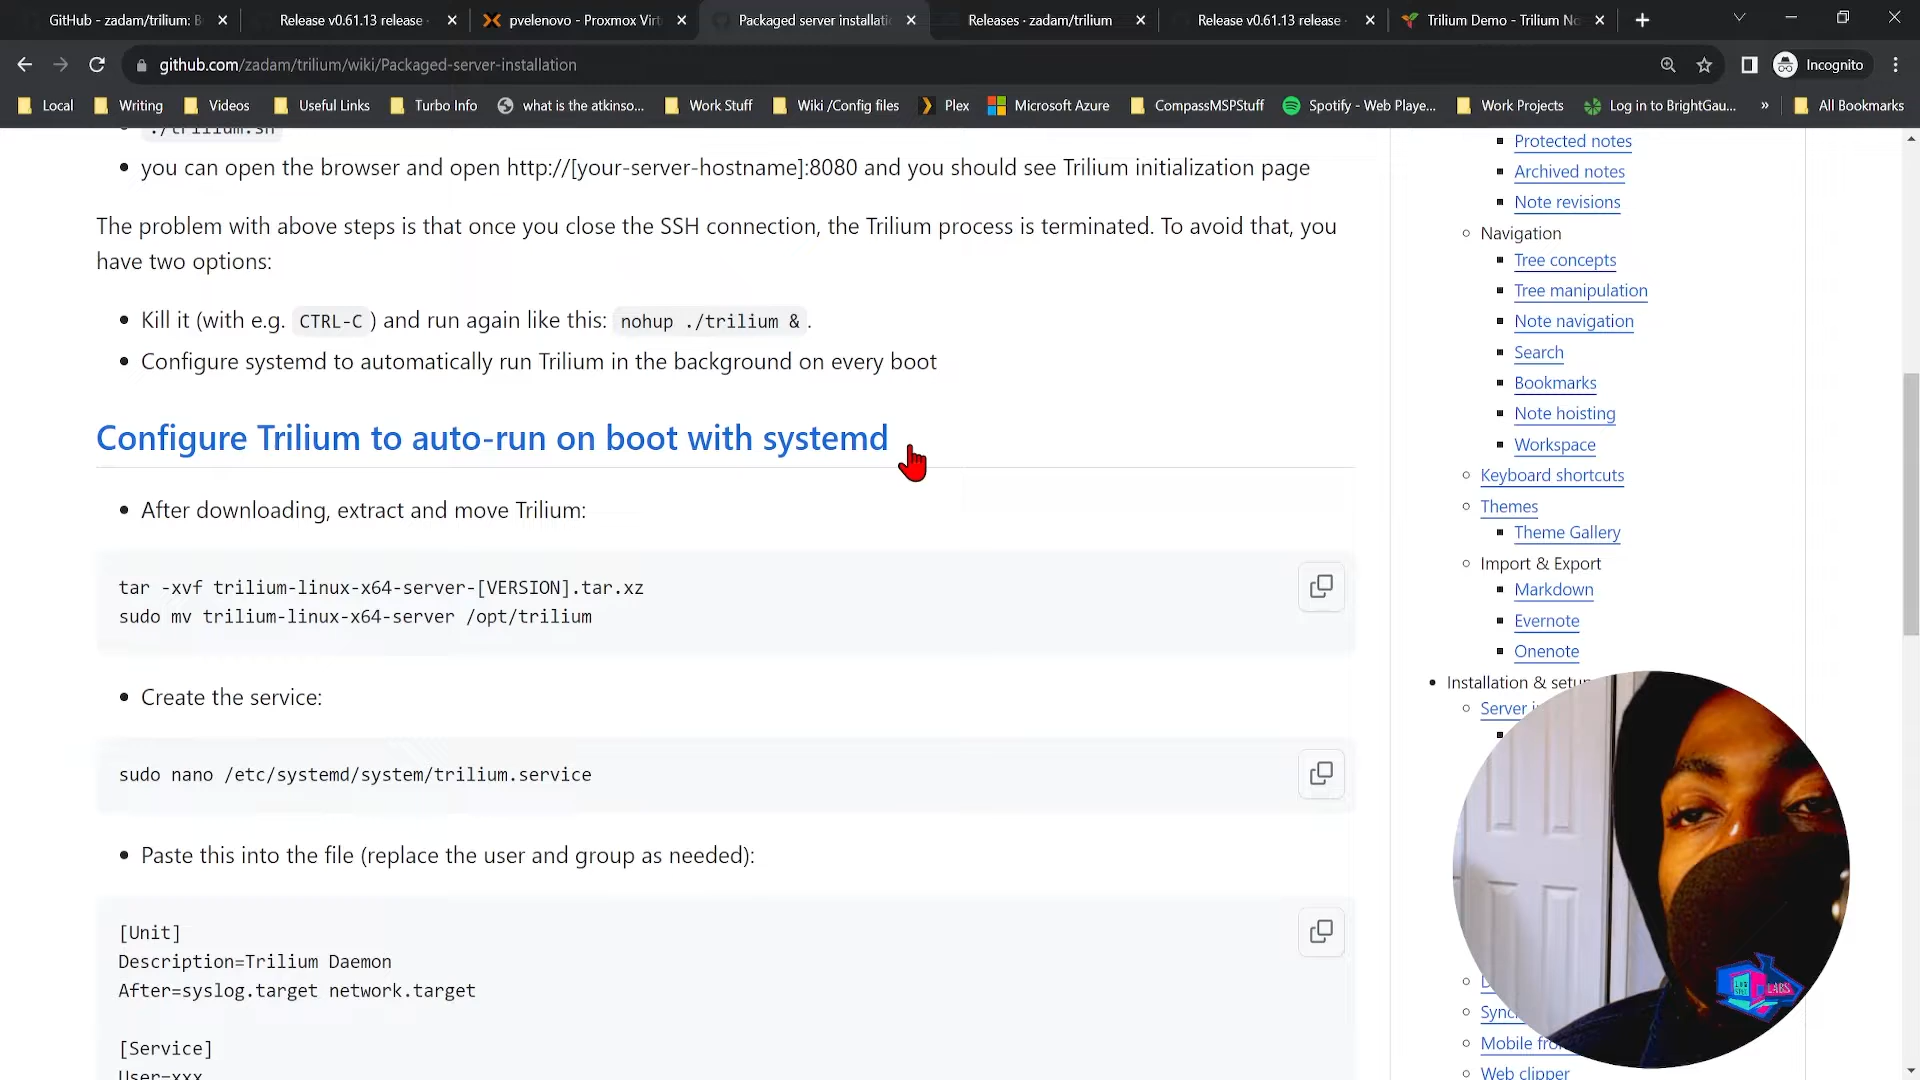 GitHub - zadam/trilium: B
Release v0.61.13 release
pvelenovo - Proxmox Virt
Packaged server installati
Releases · zadam/trilium
Release v0.61.13 release
Trilium Demo - Trilium No
github.com/zadam/trilium/wiki/Packaged-server-installation
Incognito
Local
Writing
Videos
Useful Links
Turbo Info
what is the atkinso...
Work Stuff
Wiki /Config files
Plex
Microsoft Azure
CompassMSPStuff
Spotify - Web Playe...
Work Projects
Log in to BrightGau...
»
All Bookmarks
./trilium.sh
you can open the browser and open http://[your-server-hostname]:8080 and you should see Trilium initialization page
The problem with above steps is that once you close the SSH connection, the Trilium process is terminated. To avoid that, you
have two options:
Kill it (with e.g. CTRL-C ) and run again like this: nohup ./trilium & .
Configure systemd to automatically run Trilium in the background on every boot
Configure Trilium to auto-run on boot with systemd
After downloading, extract and move Trilium:
tar -xvf trilium-linux-x64-server-[VERSION].tar.xz
sudo mv trilium-linux-x64-server /opt/trilium
Create the service:
sudo nano /etc/systemd/system/trilium.service
Paste this into the file (replace the user and group as needed):
[Unit]
Description=Trilium Daemon
After=syslog.target network.target
[Service]
User=xxx
Protected notes
Archived notes
Note revisions
Navigation
Tree concepts
Tree manipulation
Note navigation
Search
Bookmarks
Note hoisting
Workspace
Keyboard shortcuts
Themes
Theme Gallery
Import & Export
Markdown
Evernote
Onenote
Installation & setup
Server i
Sync
Mobile fro
Web clipper
LABS